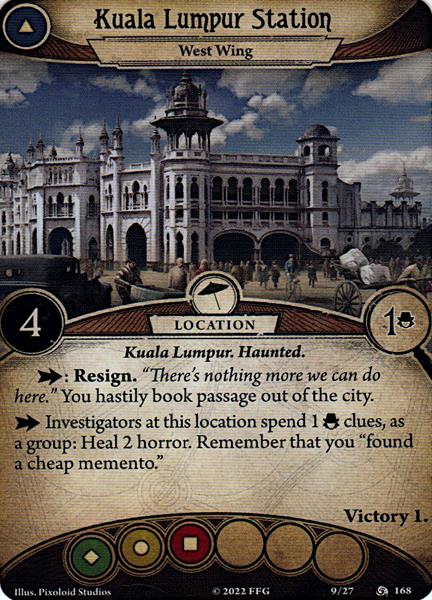 Kuala Lumpur Station
West Wing
4
LOCATION
1
Kuala Lumpur. Haunted.
: Resign. “There’s nothing more we can do
here.” You hastily book passage out of the city.
Investigators at this location spend 1 clues, as
a group: Heal 2 horror. Remember that you “found
a cheap memento.”
Victory 1.
Illus. Pixoloid Studios
© 2022 FFG
9/27
168